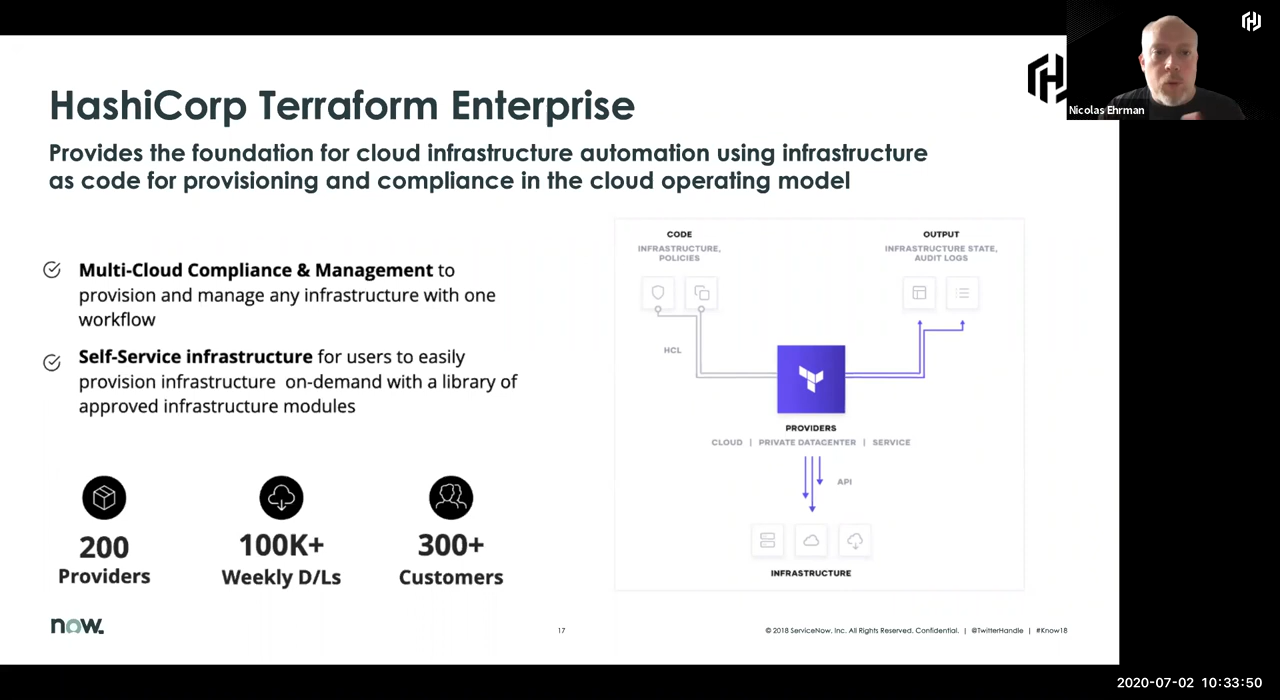 HashiCorp Terraform Enterprise
Nicolas Ehrman
Provides the foundation for cloud infrastructure automation using infrastructure
as code for provisioning and compliance in the cloud operating model
Multi-Cloud Compliance & Management to
provision and manage any infrastructure with one
workflow
Self-Service infrastructure for users to easily
provision infrastructure on-demand with a library of
approved infrastructure modules
200
Providers
100K+
Weekly D/Ls
300+
Customers
CODE
INFRASTRUCTURE,
POLICIES
OUTPUT
INFRASTRUCTURE STATE,
AUDIT LOGS
HCL
PROVIDERS
CLOUD | PRIVATE DATACENTER | SERVICE
API
INFRASTRUCTURE
now.
17
© 2018 ServiceNow, Inc. All Rights Reserved. Confidential. | @TwitterHandle | #Know18
2020-07-02 10:33:50